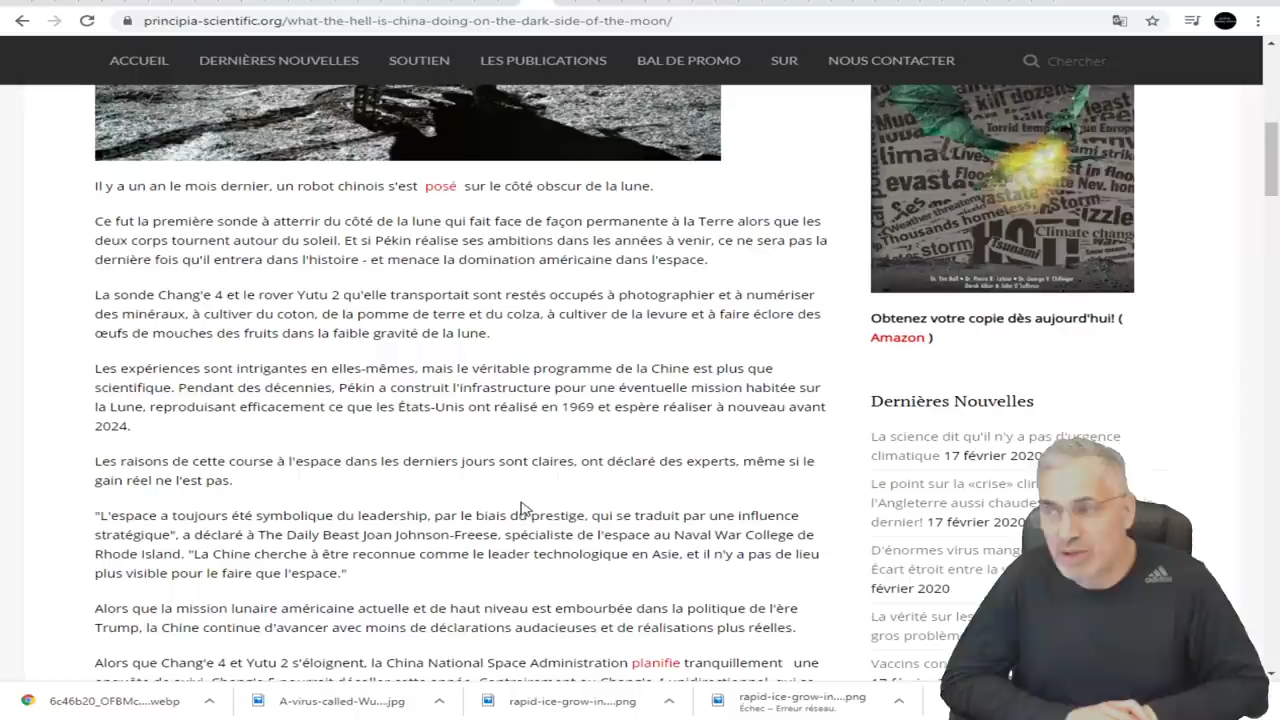 principia-scientific.org/what-the-hell-is-china-doing-on-the-dark-side-of-the-moon/
ACCUEIL DERNIÈRES NOUVELLES SOUTIEN LES PUBLICATIONS BAL DE PROMO SUR NOUS CONTACTER Chercher
Il y a un an le mois dernier, un robot chinois s'est posé sur le côté obscur de la lune.
Ce fut la première sonde à atterrir du côté de la lune qui fait face de façon permanente à la Terre alors que les
deux corps tournent autour du soleil. Et si Pékin réalise ses ambitions dans les années à venir, ce ne sera pas la
dernière fois qu'il entrera dans l'histoire - et menace la domination américaine dans l'espace.
La sonde Chang'e 4 et le rover Yutu 2 qu'elle transportait sont restés occupés à photographier et à numériser
des minéraux, à cultiver du coton, de la pomme de terre et du colza, à cultiver de la levure et à faire éclore des
œufs de mouches des fruits dans la faible gravité de la lune.
Les expériences sont intrigantes en elles-mêmes, mais le véritable programme de la Chine est plus que
scientifique. Pendant des décennies, Pékin a construit l'infrastructure pour une éventuelle mission habitée sur
la Lune, reproduisant efficacement ce que les États-Unis ont réalisé en 1969 et espère réaliser à nouveau avant
2024.
Les raisons de cette course à l'espace dans les derniers jours sont claires, ont déclaré des experts, même si le
gain réel ne l'est pas.
"L'espace a toujours été symbolique du leadership, par le biais du prestige, qui se traduit par une influence
stratégique", a déclaré à The Daily Beast Joan Johnson-Freese, spécialiste de l'espace au Naval War College de
Rhode Island. "La Chine cherche à être reconnue comme le leader technologique en Asie, et il n'y a pas de lieu
plus visible pour le faire que l'espace."
Alors que la mission lunaire américaine actuelle et de haut niveau est embourbée dans la politique de l'ère
Trump, la Chine continue d'avancer avec moins de déclarations audacieuses et de réalisations plus réelles.
Alors que Chang'e 4 et Yutu 2 s'éloignent, la China National Space Administration planifie tranquillement une
kill dozens
Torrid
Europe
evast
Weather
Thousands homeless
Storm
storm
HOT
Tsunami
Climate change
Dr. Tim Ball
Obtenez votre copie dès aujourd'hui! (
Amazon )
Dernières Nouvelles
La science dit qu'il n'y a pas d'urgence
climatique 17 février 2020
Le point sur la «crise»
l'Angleterre aussi chaude
dernier! 17 février 2020
D'énormes virus
Écart étroit entre la
février 2020
La vérité sur les
gros
Vaccins
6c46b20_OFBMc....webp
A-virus-called-Wu....jpg
rapid-ice-grow-in....png
rapid-ice-grow-in....png
Échec – Erreur réseau.
adidas